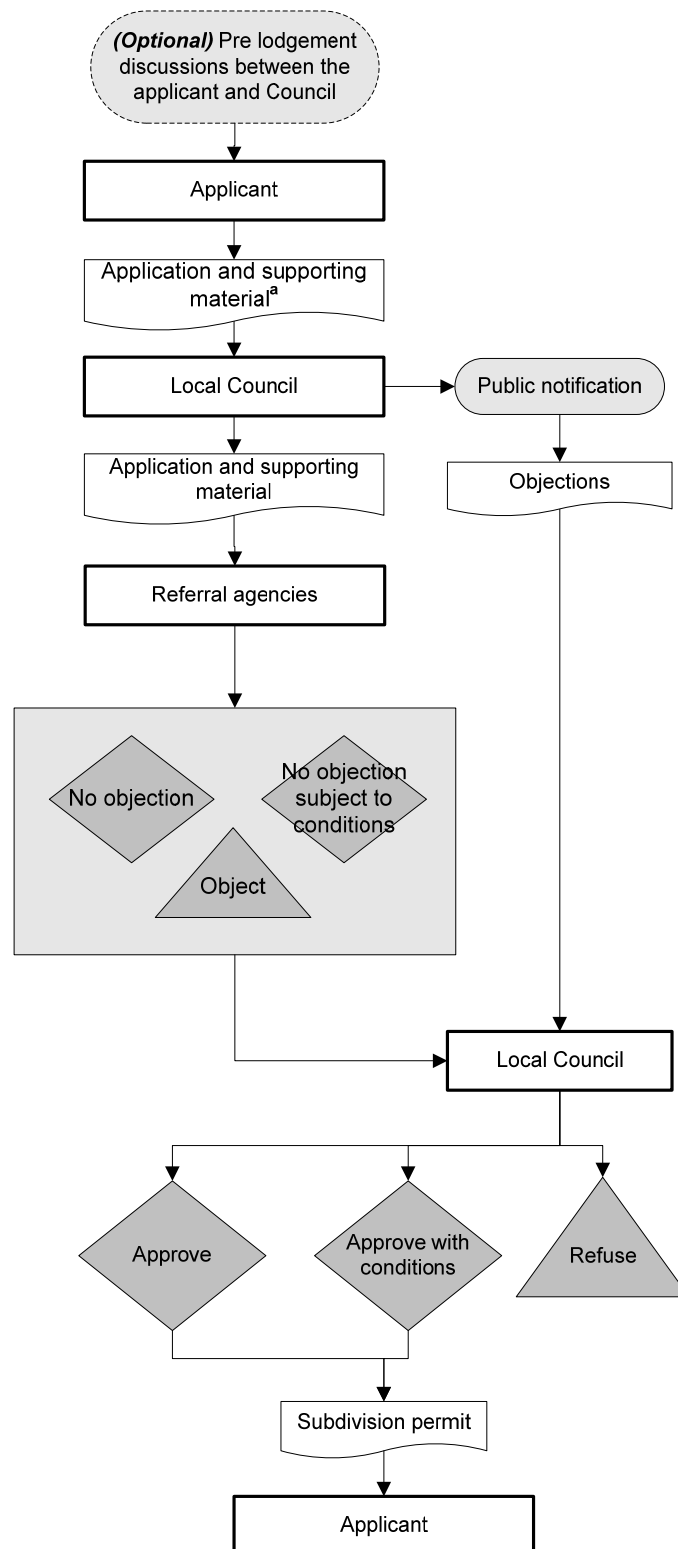 (Optional) Pre lodgement
discussions between the
applicant and Council
Applicant
Application and supporting
materialᵃ
Local Council
Public notification
Application and supporting
material
Objections
Referral agencies
No objection
No objection
subject to
conditions
Object
Local Council
Approve
Approve with
conditions
Refuse
Subdivision permit
Applicant